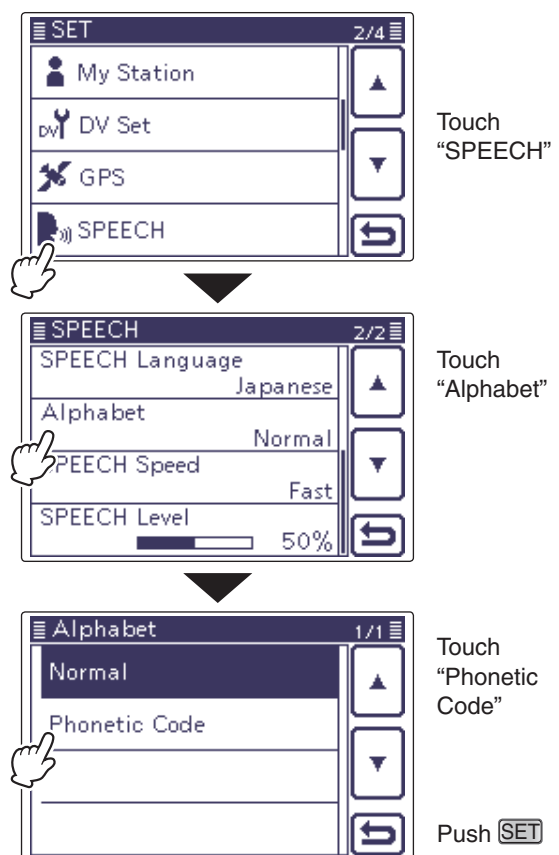 SET 2/4
My Station
DV DV Set
GPS
SPEECH
Touch
“SPEECH”
SPEECH 2/2
SPEECH Language
Japanese
Alphabet
Normal
SPEECH Speed
Fast
SPEECH Level
50%
Touch
“Alphabet”
Alphabet 1/1
Normal
Phonetic Code
Touch
“Phonetic
Code”
Push SET